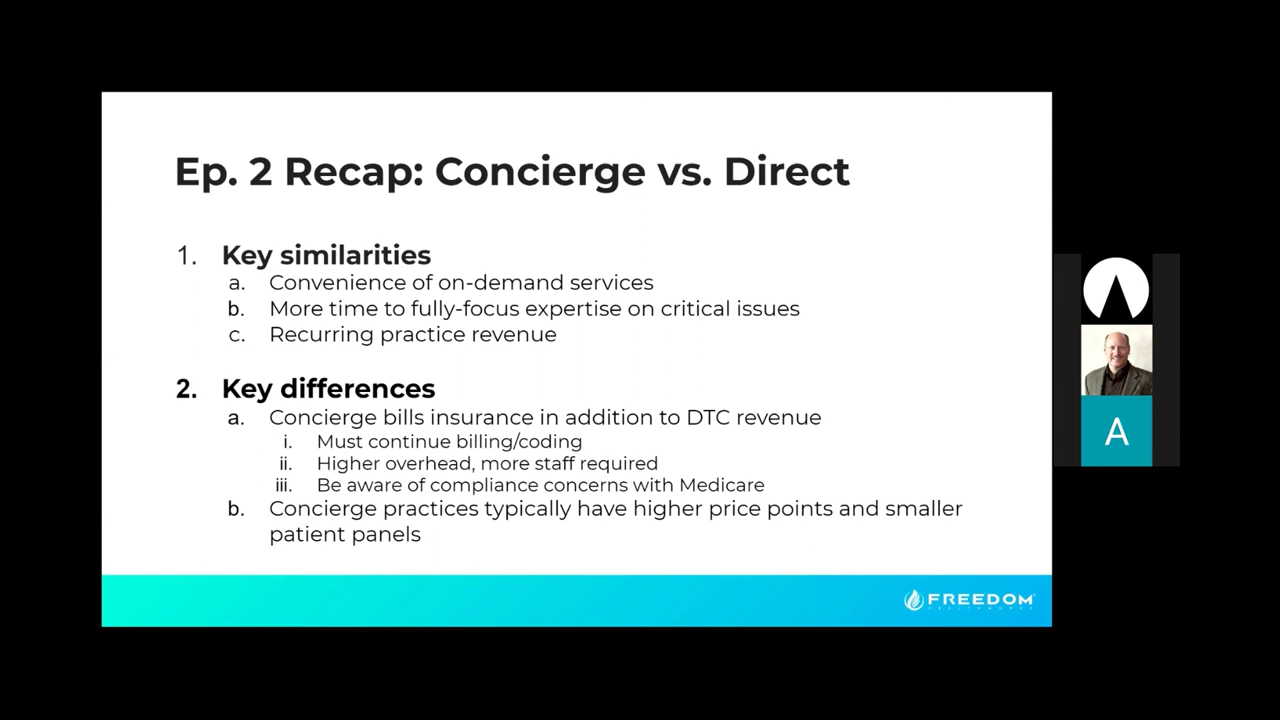 Ep. 2 Recap: Concierge vs. Direct
1. Key similarities
a. Convenience of on-demand services
b. More time to fully-focus expertise on critical issues
c. Recurring practice revenue
2. Key differences
a. Concierge bills insurance in addition to DTC revenue
i. Must continue billing/coding
ii. Higher overhead, more staff required
iii. Be aware of compliance concerns with Medicare
b. Concierge practices typically have higher price points and smaller
patient panels
A
FREEDOM